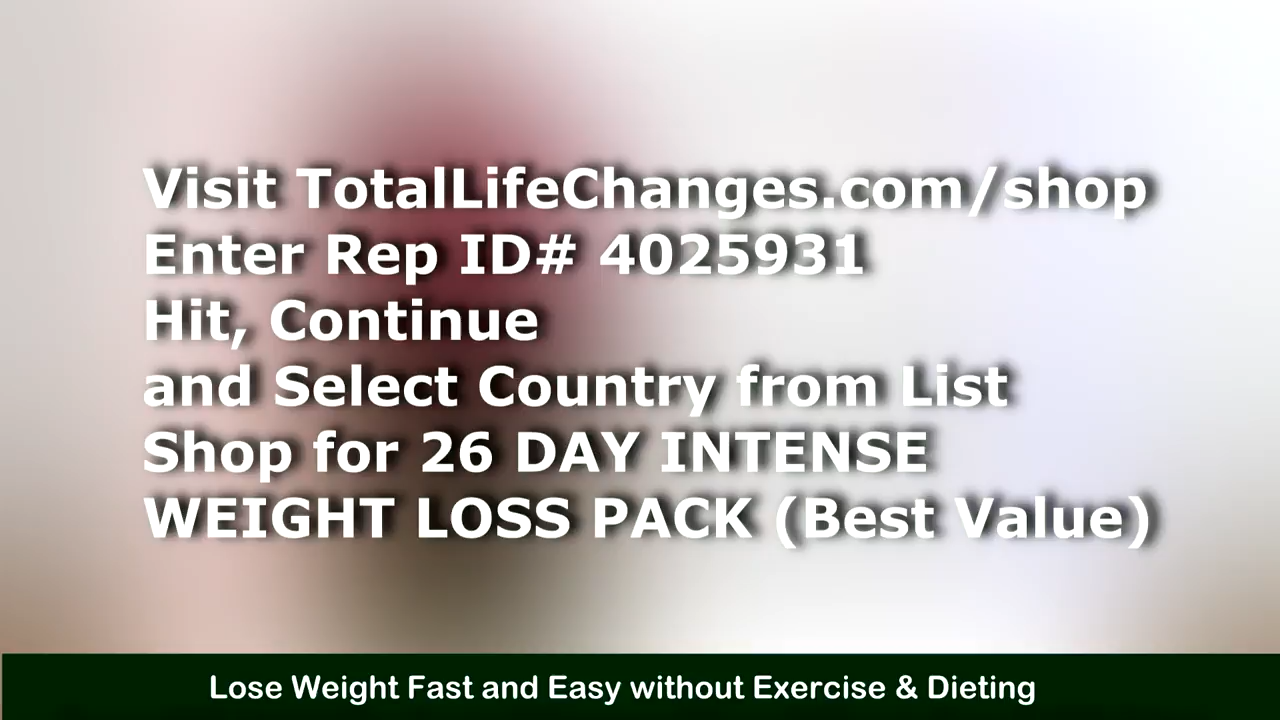 Visit TotalLifeChanges.com/shop
Enter Rep ID# 4025931
Hit, Continue
and Select Country from List
Shop for 26 DAY INTENSE
WEIGHT LOSS PACK (Best Value)
Lose Weight Fast and Easy without Exercise & Dieting